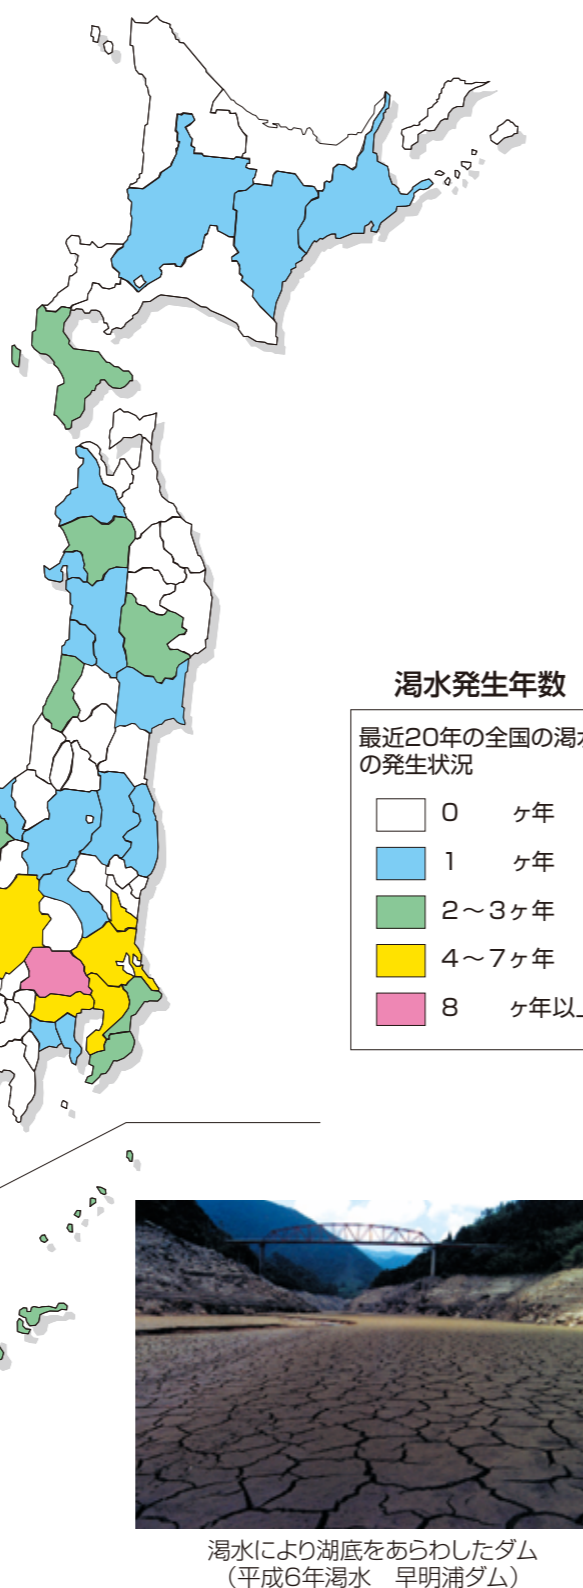 渇水発生年数
最近20年の全国の渇水
の発生状況
0 ヶ年
1 ヶ年
2〜3ヶ年
4〜7ヶ年
8 ヶ年以上
渇水により湖底をあらわしたダム
（平成6年渇水 早明浦ダム）